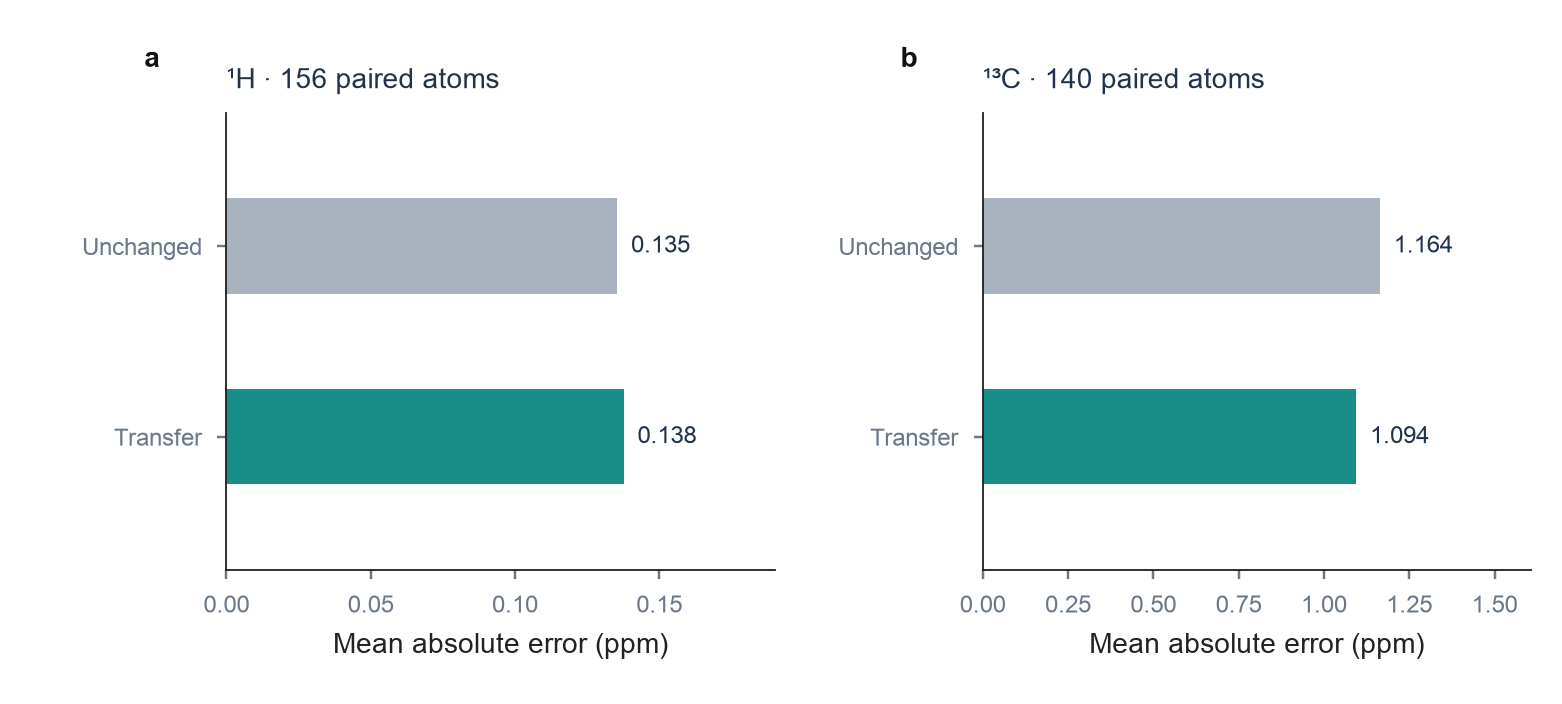 a
¹H · 156 paired atoms
Unchanged
0.135
Transfer
0.138
0.00 0.05 0.10 0.15
Mean absolute error (ppm)
b
¹³C · 140 paired atoms
Unchanged
1.164
Transfer
1.094
0.00 0.25 0.50 0.75 1.00 1.25 1.50
Mean absolute error (ppm)